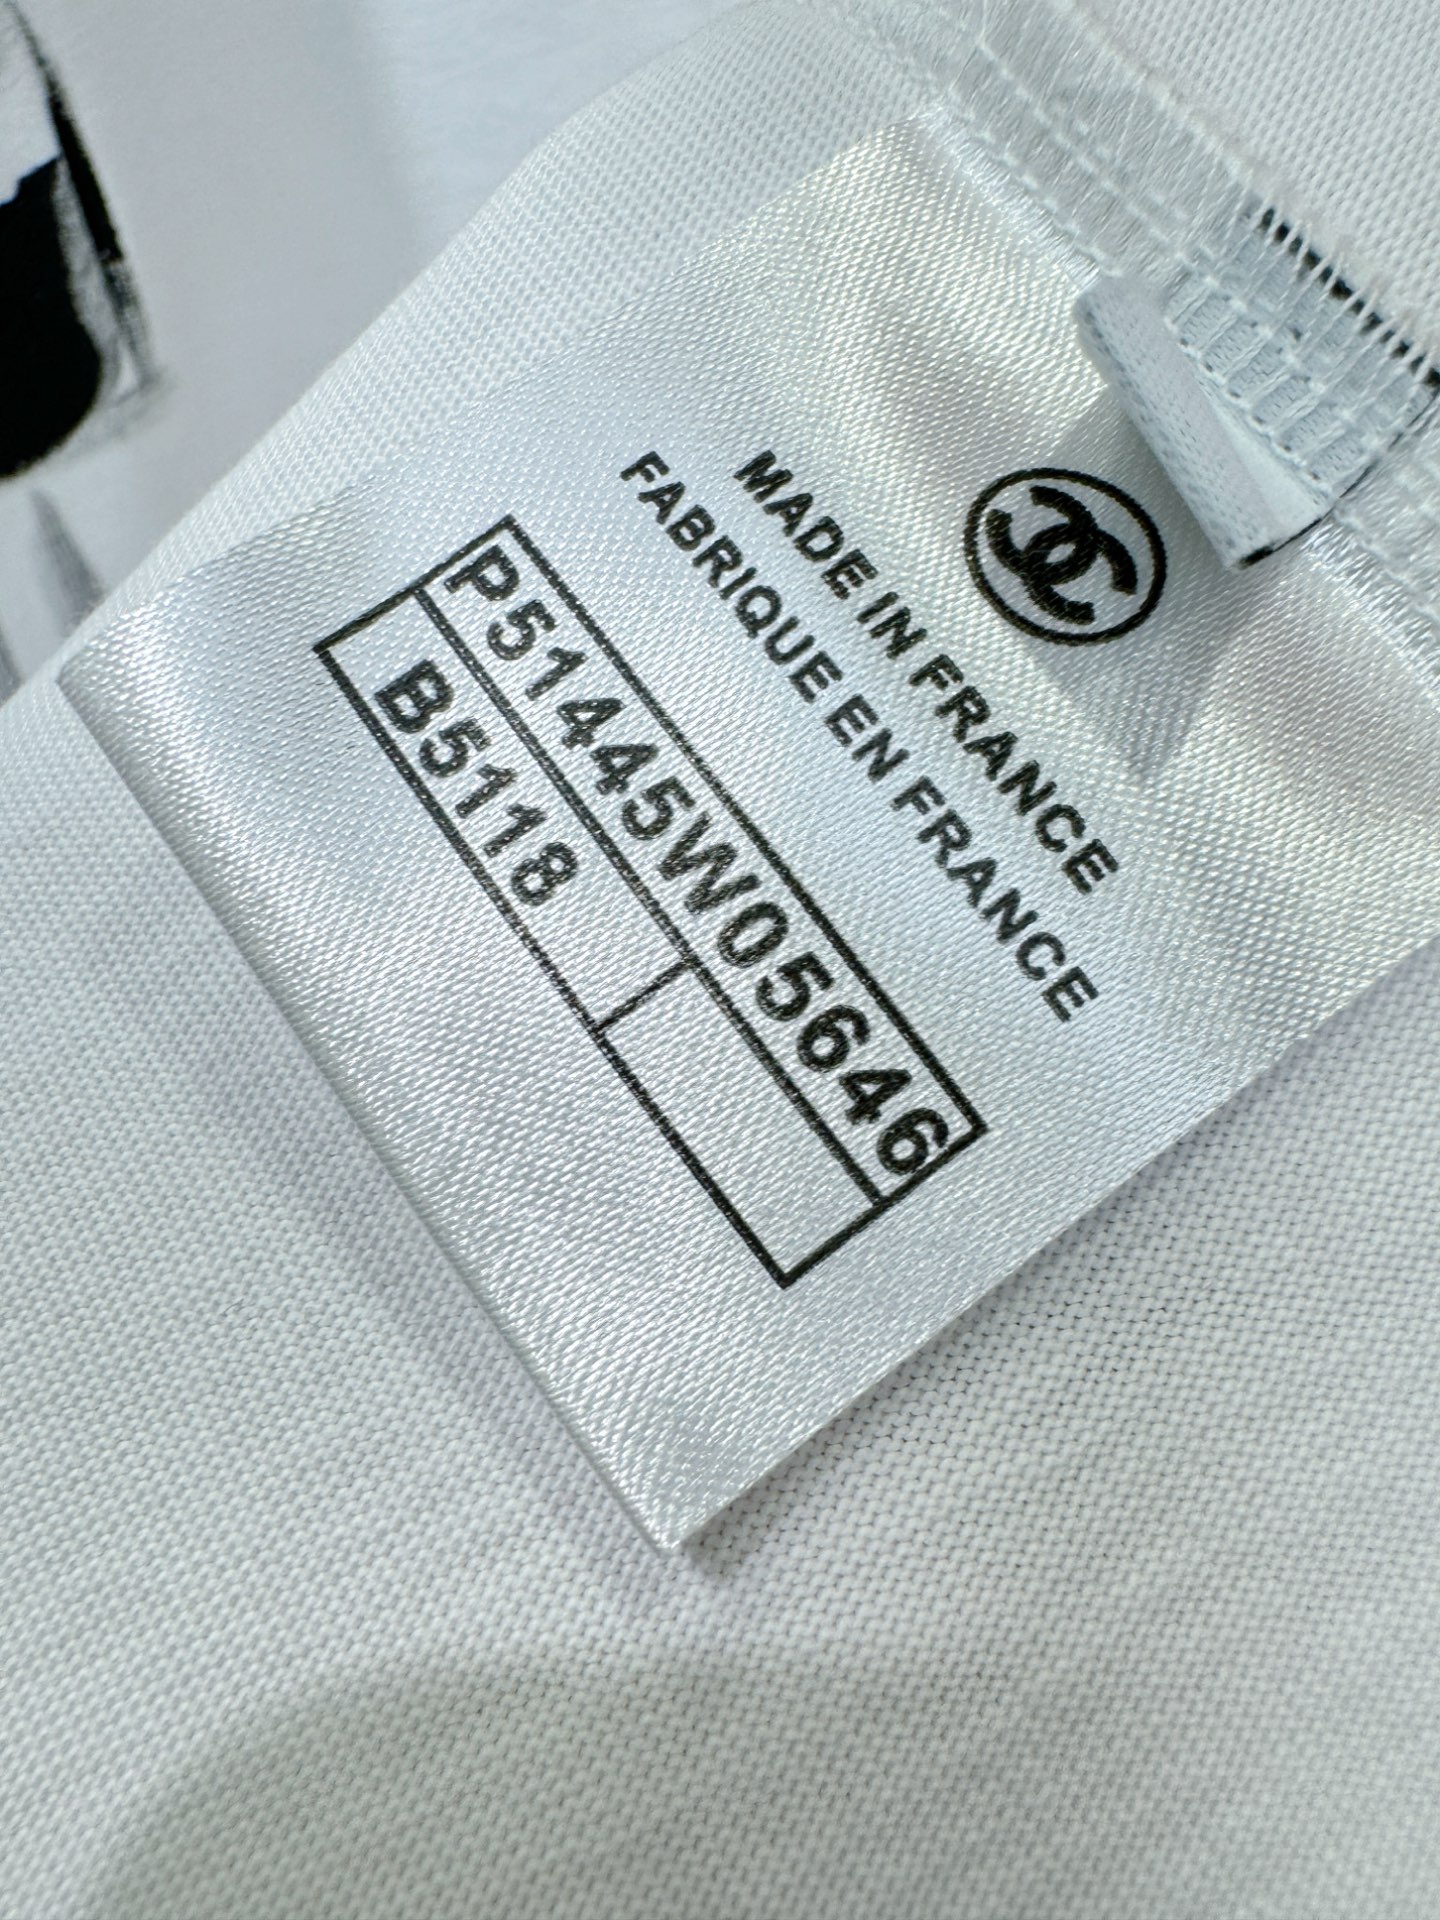 MADE IN FRANCE
FABRIQUE EN FRANCE
P51445W05646
B5118